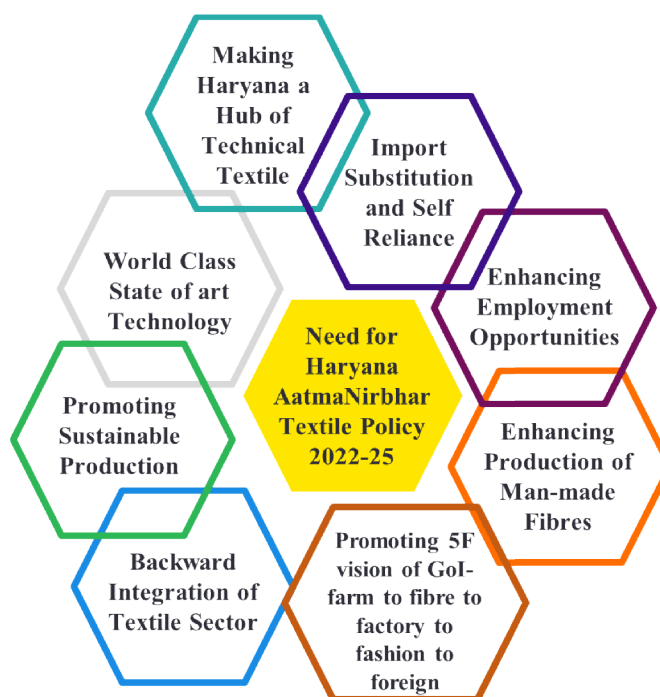 Making
Haryana a
Hub of
Technical
Textile
Import
Substitution
and Self
Reliance
Enhancing
Employment
Opportunities
Enhancing
Production of
Man-made
Fibres
Promoting 5F
vision of GoI-
farm to fibre to
factory to
fashion to
foreign
Backward
Integration of
Textile Sector
Promoting
Sustainable
Production
World Class
State of art
Technology
Need for
Haryana
AatmaNirbhar
Textile Policy
2022-25